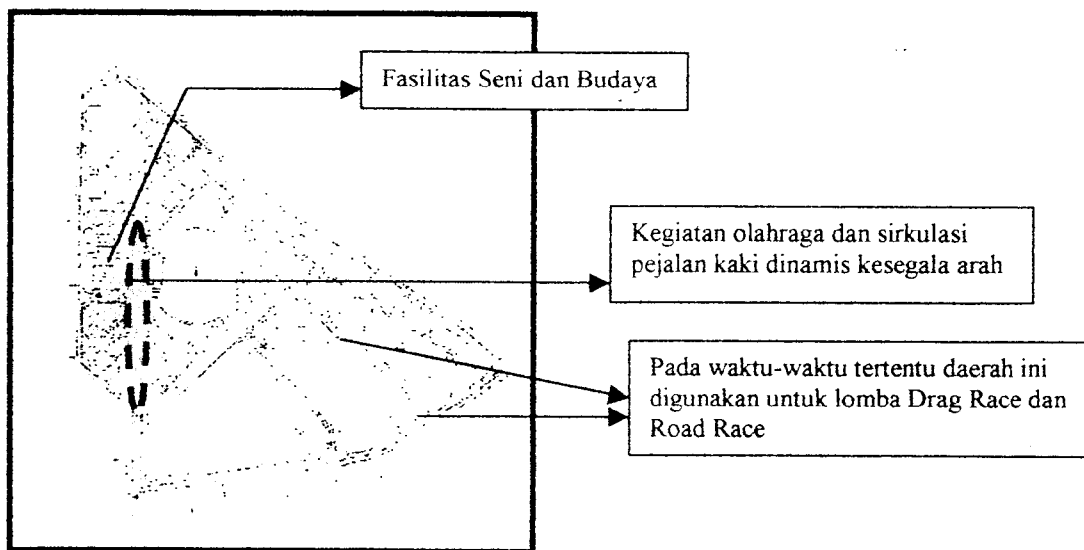 Fasilitas Seni dan Budaya
Kegiatan olahraga dan sirkulasi
pejalan kaki dinamis kesegala arah
Pada waktu-waktu tertentu daerah ini
digunakan untuk lomba Drag Race dan
Road Race